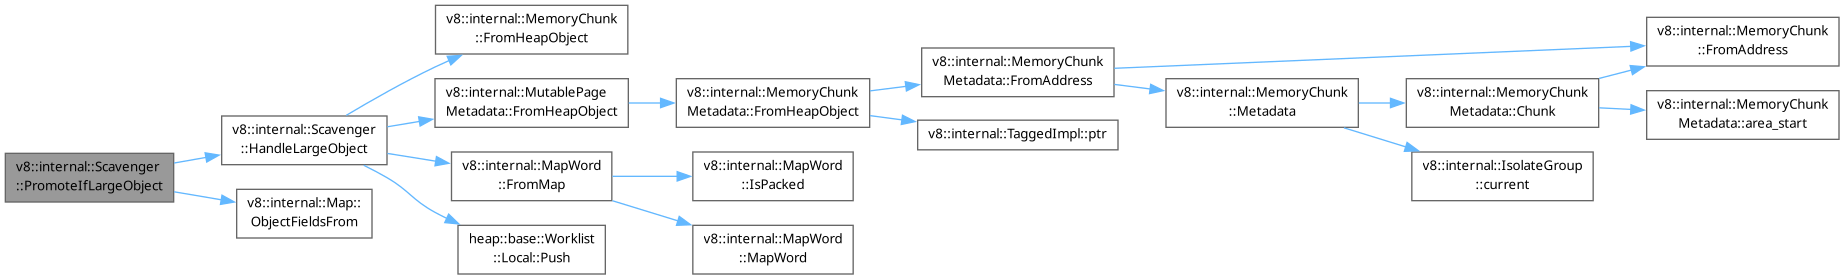 v8::internal::Scavenger
::PromoteIfLargeObject
v8::internal::Scavenger
::HandleLargeObject
v8::internal::Map::
ObjectFieldsFrom
v8::internal::MemoryChunk
::FromHeapObject
v8::internal::MutablePage
Metadata::FromHeapObject
v8::internal::MapWord
::FromMap
heap::base::Worklist
::Local::Push
v8::internal::MemoryChunk
Metadata::FromHeapObject
v8::internal::MapWord
::IsPacked
v8::internal::MapWord
::MapWord
v8::internal::MemoryChunk
Metadata::FromAddress
v8::internal::TaggedImpl::ptr
v8::internal::MemoryChunk
::Metadata
v8::internal::MemoryChunk
Metadata::Chunk
v8::internal::IsolateGroup
::current
v8::internal::MemoryChunk
::FromAddress
v8::internal::MemoryChunk
Metadata::area_start